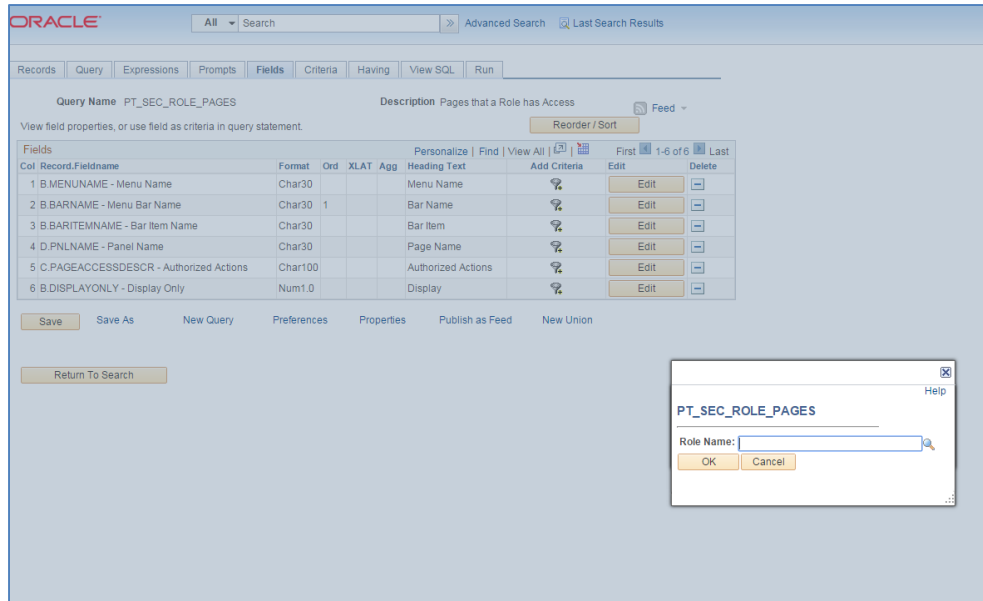 ORACLE
All Search Advanced Search Last Search Results
Records Query Expressions Prompts Fields Criteria Having View SQL Run
Query Name PT_SEC_ROLE_PAGES Description Pages that a Role has Access
Feed
View field properties, or use field as criteria in query statement.
Reorder / Sort
Fields Personalize | Find | View All | | First 1-6 of 6 Last
Col Record.Fieldname Format Ord XLAT Agg Heading Text Add Criteria Edit Delete
1 B.MENUNAME - Menu Name Char30 Menu Name Edit
2 B.BARNAME - Menu Bar Name Char30 1 Bar Name Edit
3 B.BARITEMNAME - Bar Item Name Char30 Bar Item Edit
4 D.PNLNAME - Panel Name Char30 Page Name Edit
5 C.PAGEACCESSDESCR - Authorized Actions Char100 Authorized Actions Edit
6 B.DISPLAYONLY - Display Only Num1.0 Display Edit
Save Save As New Query Preferences Properties Publish as Feed New Union
Return To Search
Help
PT_SEC_ROLE_PAGES
Role Name:
OK Cancel